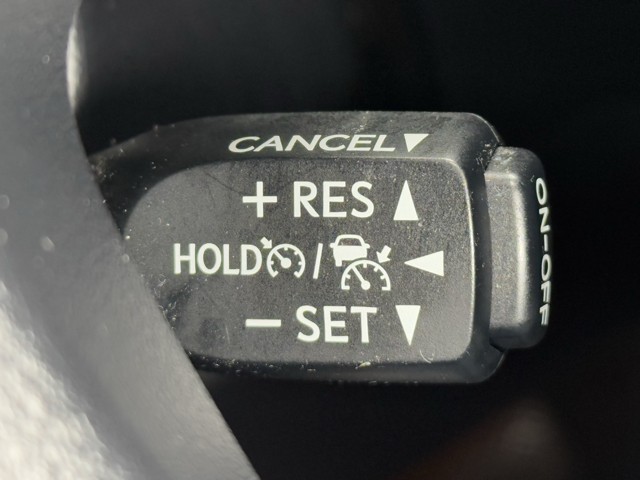 CANCEL
+ RES
HOLD /
- SET
ON-OFF